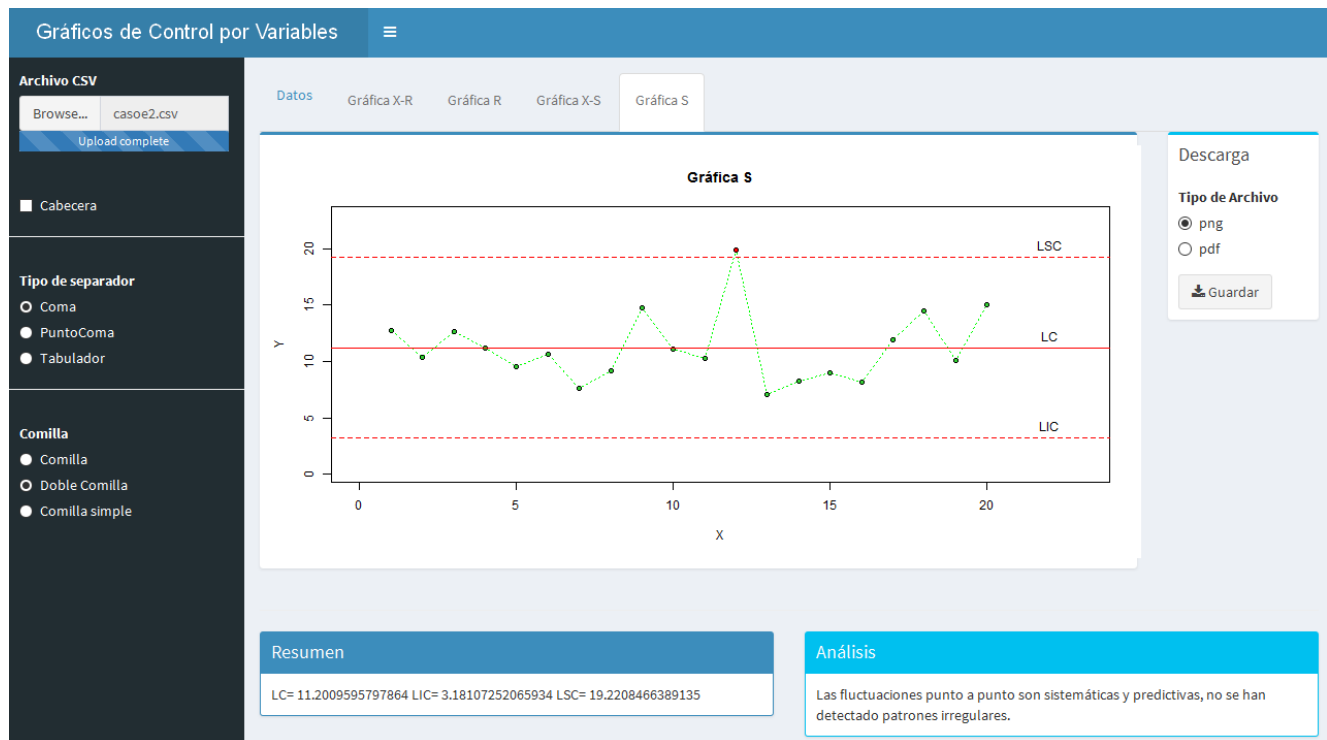 Gráficos de Control por Variables
Archivo CSV
Browse... casoe2.csv
Upload complete
Cabecera
Tipo de separador
Coma
PuntoComa
Tabulador
Comilla
Comilla
Doble Comilla
Comilla simple
Datos Gráfica X-R Gráfica R Gráfica X-S Gráfica S
Gráfica S
LSC
LC
LIC
Y
20
15
10
5
0
0 5 10 15 20
X
Descarga
Tipo de Archivo
png
pdf
Guardar
Resumen
LC= 11.2009595797864 LIC= 3.18107252065934 LSC= 19.2208466389135
Análisis
Las fluctuaciones punto a punto son sistemáticas y predictivas, no se han
detectado patrones irregulares.